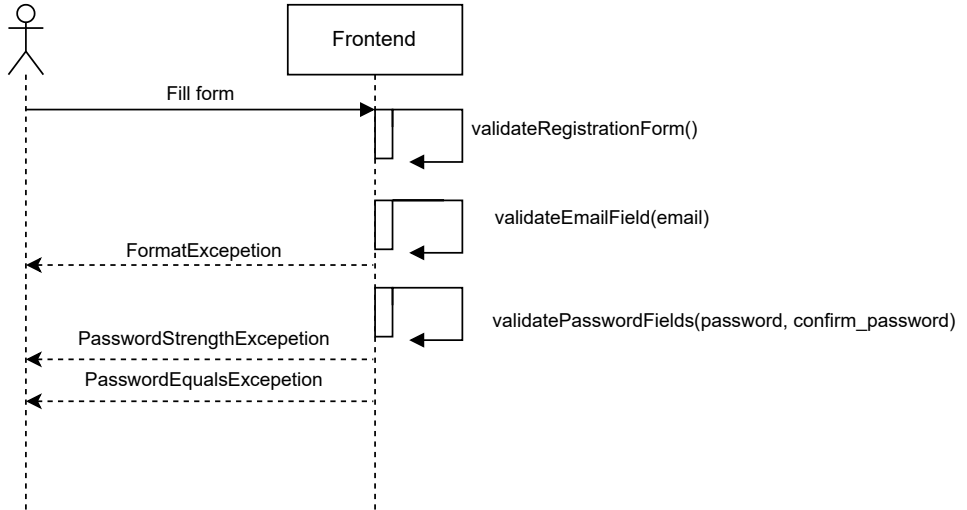 Frontend
Fill form
validateRegistrationForm()
validateEmailField(email)
FormatExcepetion
validatePasswordFields(password, confirm_password)
PasswordStrengthExcepetion
PasswordEqualsExcepetion